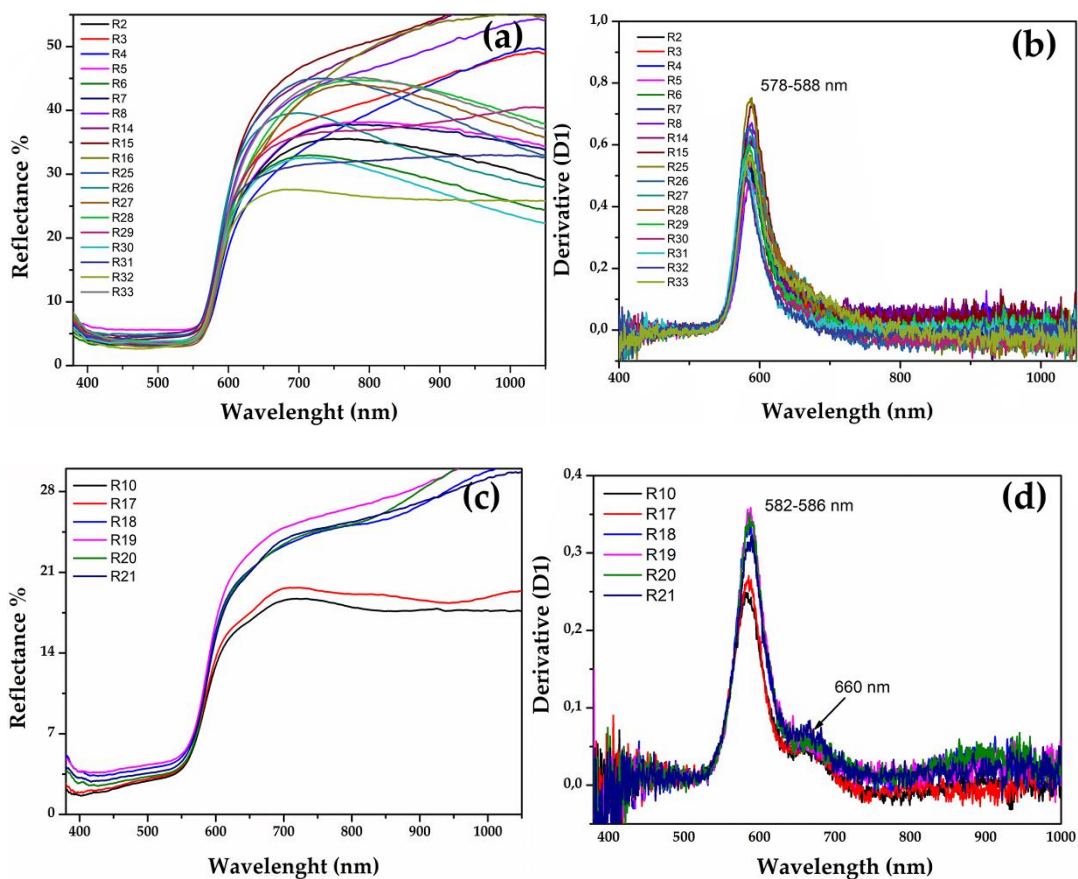 (a)
R2
R3
R4
R5
R6
R7
R8
R14
R15
R16
R25
R26
R27
R28
R29
R30
R31
R32
R33
Reflectance %
50
40
30
20
10
0
400 500 600 700 800 900 1000
Wavelenght (nm)
(b)
R2
R3
R4
R5
R6
R7
R8
R14
R15
R25
R26
R27
R28
R29
R30
R31
R32
R33
578-588 nm
Derivative (D1)
1,0
0,8
0,6
0,4
0,2
0,0
400 600 800 1000
Wavelength (nm)
(c)
R10
R17
R18
R19
R20
R21
Reflectance %
28
21
14
7
0
400 500 600 700 800 900 1000
Wavelenght (nm)
(d)
R10
R17
R18
R19
R20
R21
582-586 nm
660 nm
Derivative (D1)
0,4
0,3
0,2
0,1
0,0
400 500 600 700 800 900 1000
Wavelength (nm)